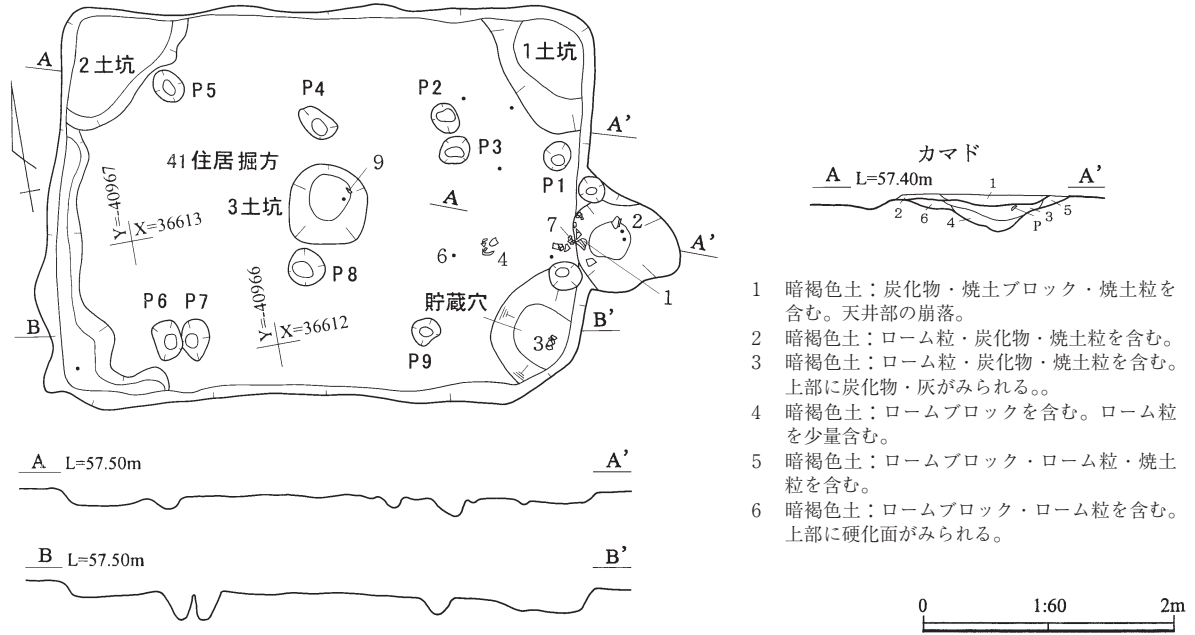 2土坑
1土坑
A
P5
P4
P2
A’
P3
41住居掘方
9
P1
3土坑
A
7
2
Y=-40967
X=36613
6
4
A’
P8
1
P6
P7
Y=-40966
X=36612
貯蔵穴
B
B’
P9
3
A L=57.50m A’
B L=57.50m B’
カマド
A L=57.40m A’
1
2
6
4
P
3
5
1 暗褐色土：炭化物・焼土ブロック・焼土粒を
含む。天井部の崩落。
2 暗褐色土：ローム粒・炭化物・焼土粒を含む。
3 暗褐色土：ローム粒・炭化物・焼土粒を含む。
上部に炭化物・灰がみられる。。
4 暗褐色土：ロームブロックを含む。ローム粒
を少量含む。
5 暗褐色土：ロームブロック・ローム粒・焼土
粒を含む。
6 暗褐色土：ロームブロック・ローム粒を含む。
上部に硬化面がみられる。
0 1:60 2m